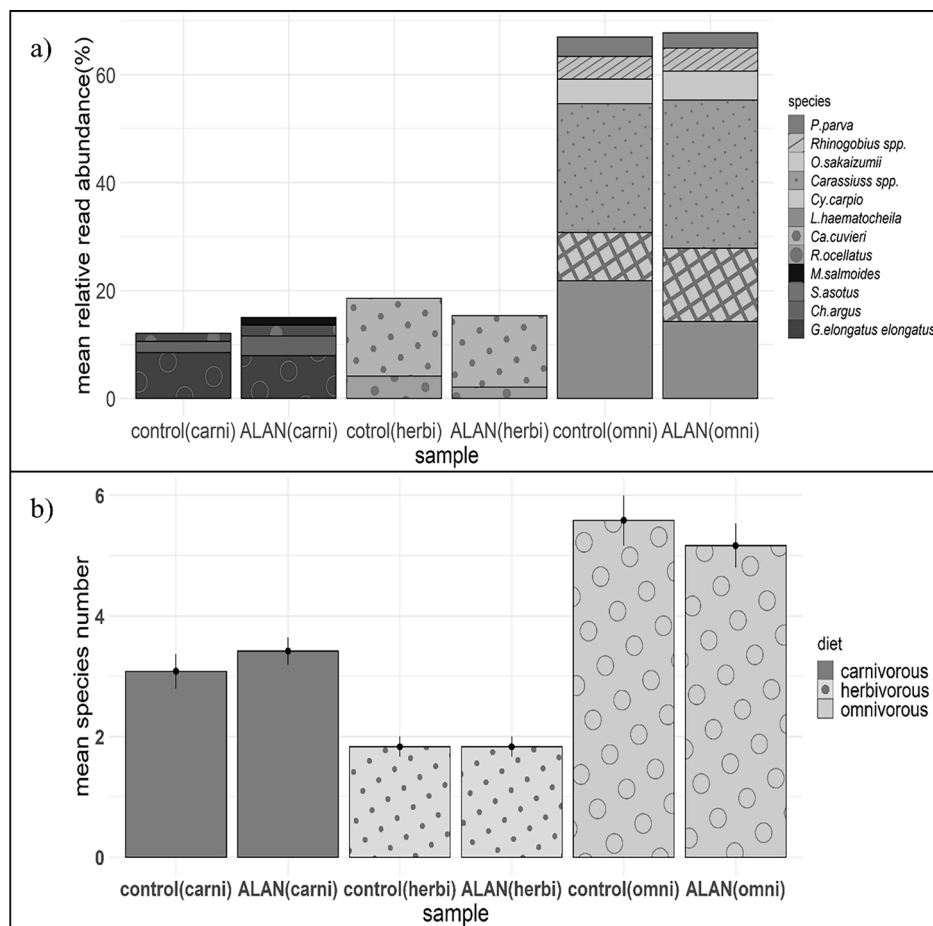 a)
mean relative read abundance(%)
60
40
20
0
control(carni) ALAN(carni) cotrol(herbi) ALAN(herbi) control(omni) ALAN(omni)
sample
species
P.parva
Rhinogobius spp.
O.sakaizumii
Carassiuss spp.
Cy.carpio
L.haematocheila
Ca.cuvieri
R.ocellatus
M.salmoides
S.asotus
Ch.argus
G.elongatus elongatus
b)
mean species number
6
4
2
0
control(carni) ALAN(carni) control(herbi) ALAN(herbi) control(omni) ALAN(omni)
sample
diet
carnivorous
herbivorous
omnivorous